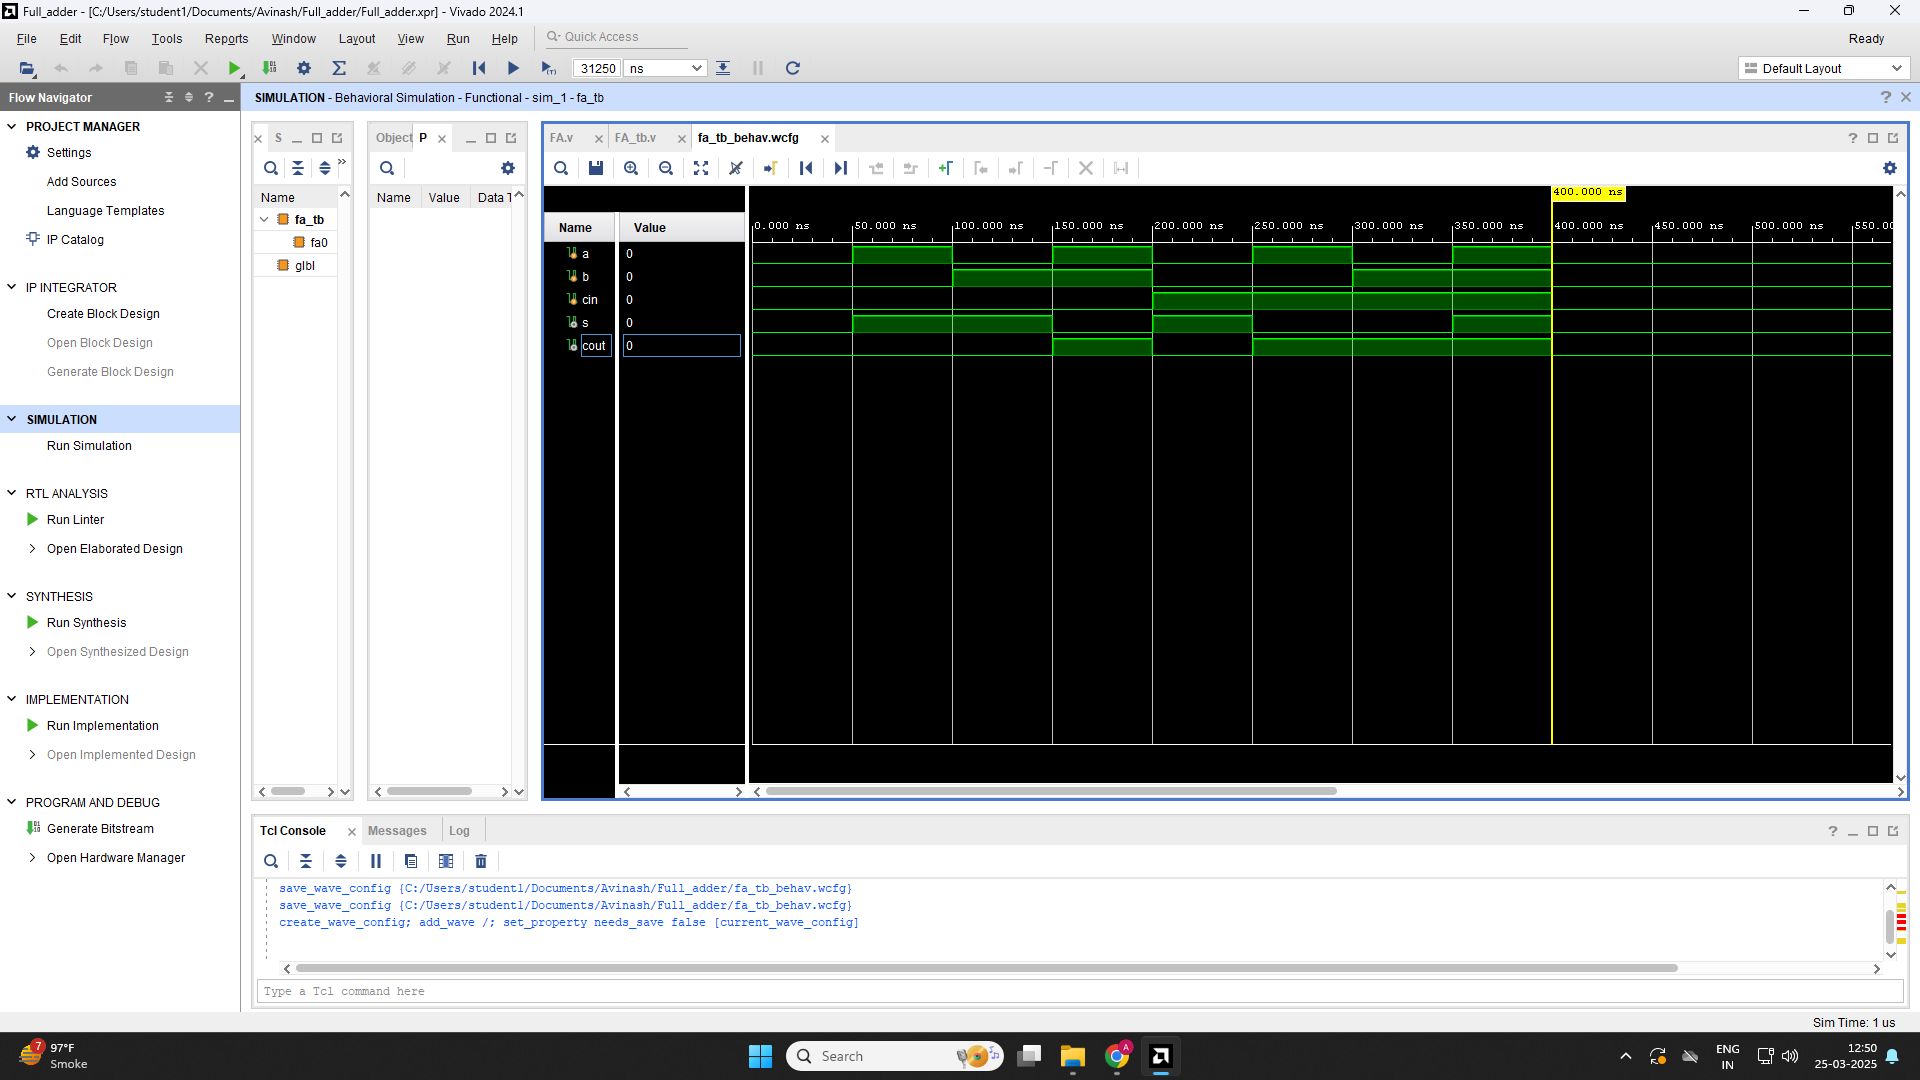 Full_adder - [C:/Users/student1/Documents/Avinash/Full_adder/Full_adder.xpr] - Vivado 2024.1
File Edit Flow Tools Reports Window Layout View Run Help Quick Access Ready
31250 ns Default Layout
Flow Navigator
SIMULATION - Behavioral Simulation - Functional - sim_1 - fa_tb
PROJECT MANAGER
Settings
Add Sources
Language Templates
IP Catalog
IP INTEGRATOR
Create Block Design
Open Block Design
Generate Block Design
SIMULATION
Run Simulation
RTL ANALYSIS
Run Linter
Open Elaborated Design
SYNTHESIS
Run Synthesis
Open Synthesized Design
IMPLEMENTATION
Run Implementation
Open Implemented Design
PROGRAM AND DEBUG
Generate Bitstream
Open Hardware Manager
S
Name
fa_tb
fa0
glbl
Object P
Name Value Data T
FA.v FA_tb.v fa_tb_behav.wcfg
400.000 ns
Name Value
0.000 ns 50.000 ns 100.000 ns 150.000 ns 200.000 ns 250.000 ns 300.000 ns 350.000 ns 400.000 ns 450.000 ns 500.000 ns 550.00
a 0
b 0
cin 0
s 0
cout 0
Tcl Console Messages Log
save_wave_config {C:/Users/student1/Documents/Avinash/Full_adder/fa_tb_behav.wcfg}
save_wave_config {C:/Users/student1/Documents/Avinash/Full_adder/fa_tb_behav.wcfg}
create_wave_config; add_wave /; set_property needs_save false [current_wave_config]
Type a Tcl command here
Sim Time: 1 us
7
97°F
Smoke
Search
A
ENG
IN
12:50
25-03-2025